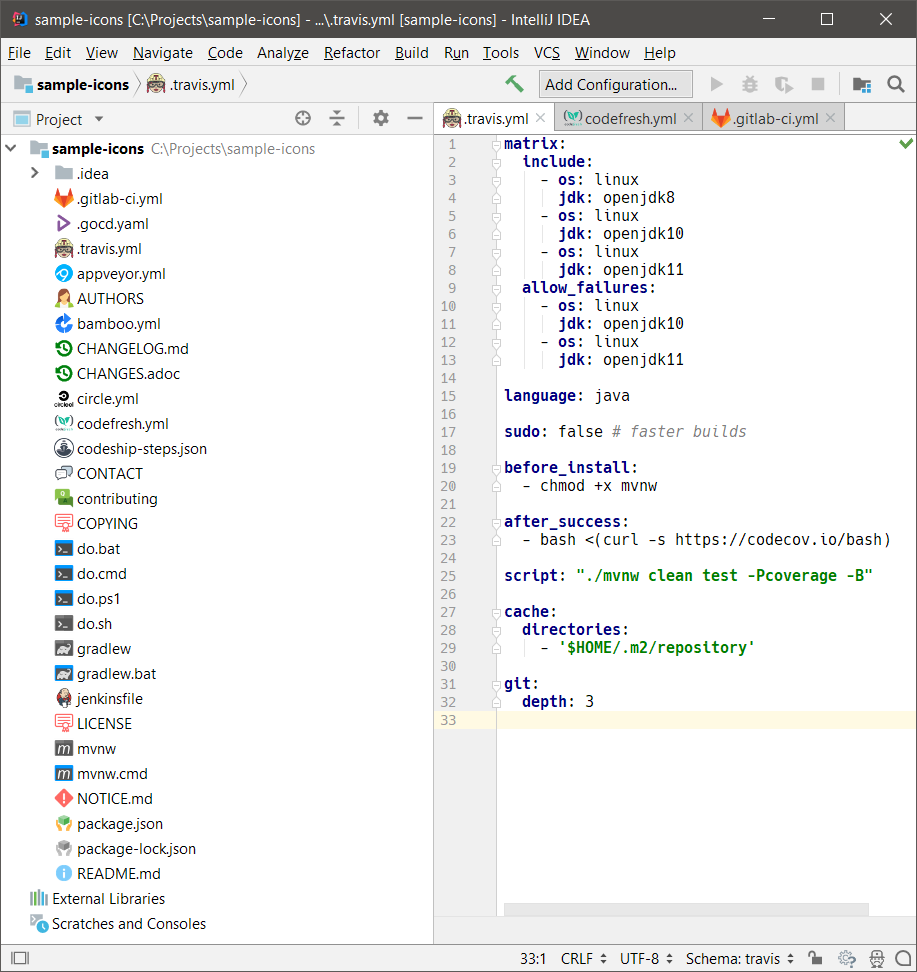 sample-icons [C:\Projects\sample-icons] - ...\.travis.yml [sample-icons] - IntelliJ IDEA
File Edit View Navigate Code Analyze Refactor Build Run Tools VCS Window Help
sample-icons .travis.yml Add Configuration...
Project
.travis.yml codefresh.yml .gitlab-ci.yml
sample-icons C:\Projects\sample-icons
.idea
.gitlab-ci.yml
.gocd.yaml
.travis.yml
appveyor.yml
AUTHORS
bamboo.yml
CHANGELOG.md
CHANGES.adoc
circle.yml
codefresh.yml
codeship-steps.json
CONTACT
contributing
COPYING
do.bat
do.cmd
do.ps1
do.sh
gradlew
gradlew.bat
jenkinsfile
LICENSE
mvnw
mvnw.cmd
NOTICE.md
package.json
package-lock.json
README.md
External Libraries
Scratches and Consoles
1 matrix:
2 include:
3 - os: linux
4 jdk: openjdk8
5 - os: linux
6 jdk: openjdk10
7 - os: linux
8 jdk: openjdk11
9 allow_failures:
10 - os: linux
11 jdk: openjdk10
12 - os: linux
13 jdk: openjdk11
14
15 language: java
16
17 sudo: false # faster builds
18
19 before_install:
20 - chmod +x mvnw
21
22 after_success:
23 - bash <(curl -s https://codecov.io/bash)
24
25 script: "./mvnw clean test -Pcoverage -B"
26
27 cache:
28 directories:
29 - '$HOME/.m2/repository'
30
31 git:
32 depth: 3
33
33:1 CRLF UTF-8 Schema: travis